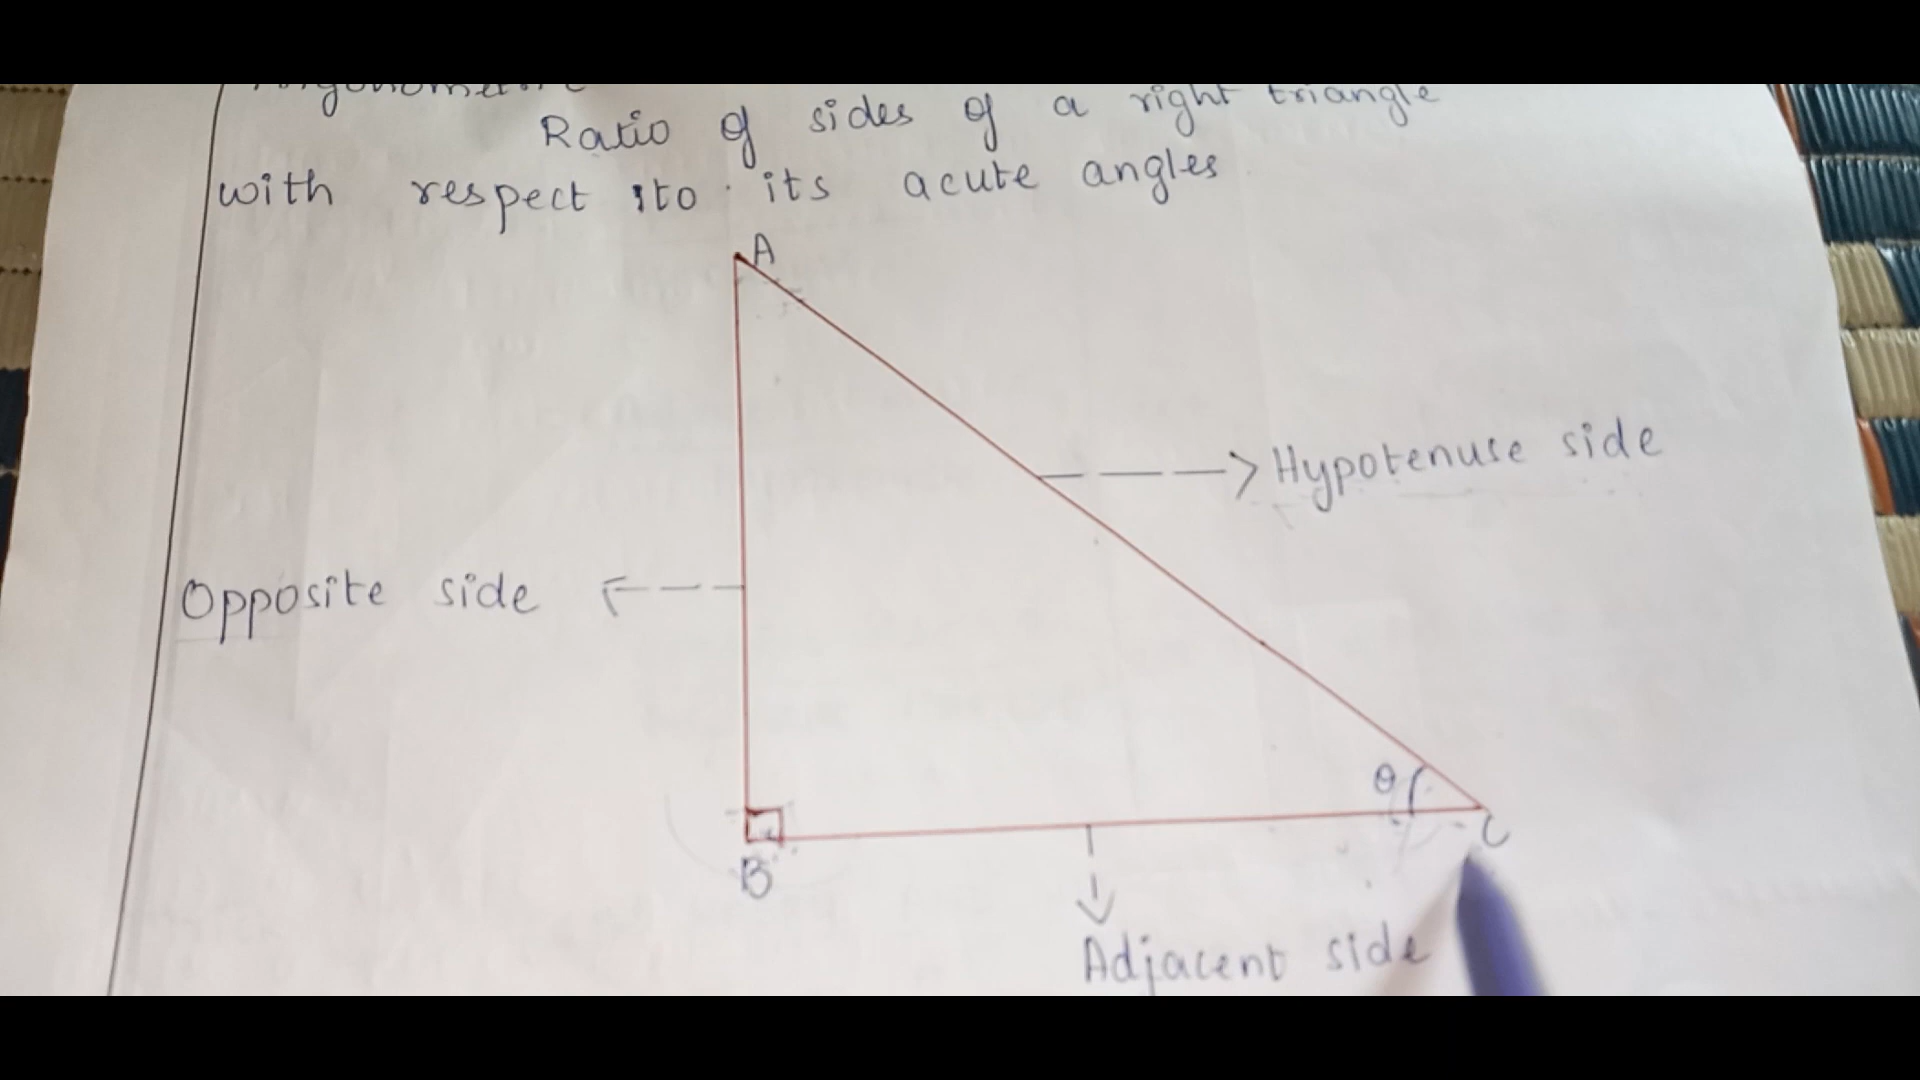 Ratio of sides of a right triangle
with respect to its acute angles
A
Hypotenuse side
Opposite side
θ
B
C
Adjacent side